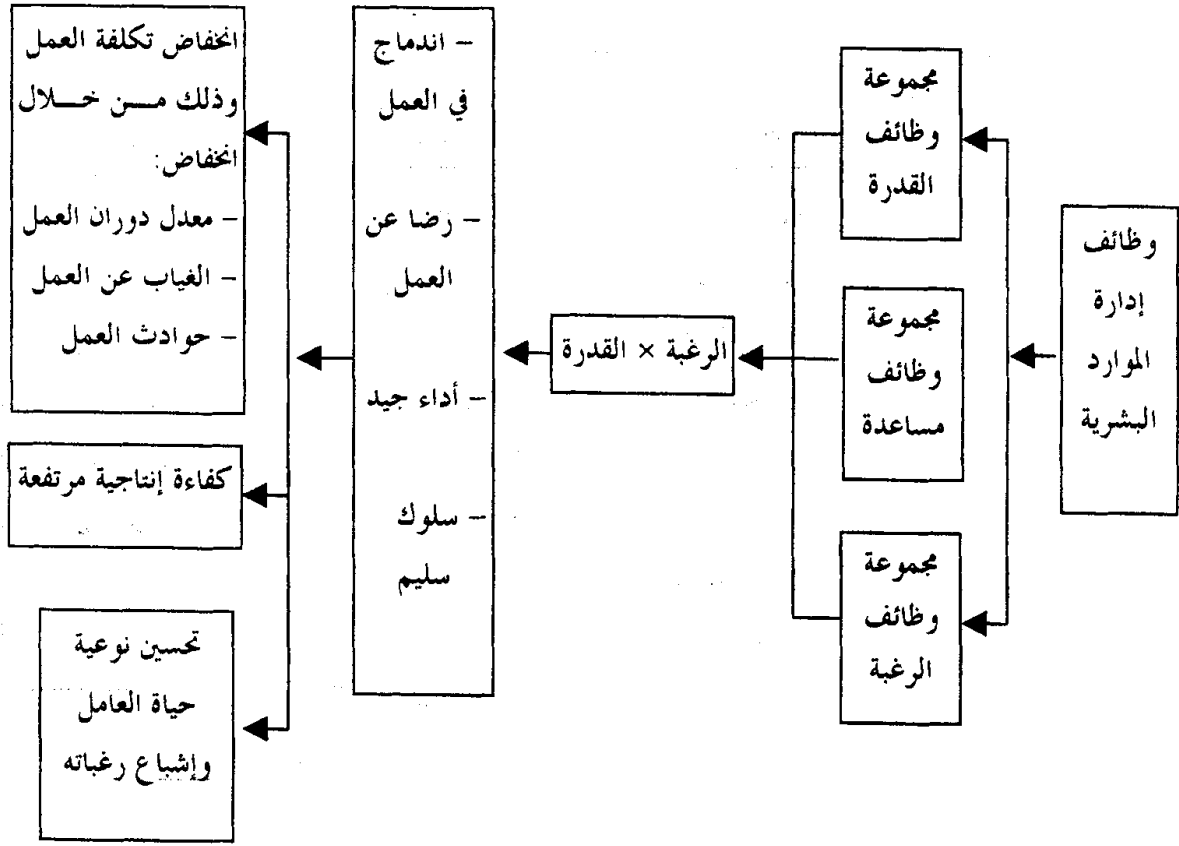 وظائف
إدارة
الموارد
البشرية
مجموعة
وظائف
القدرة
مجموعة
وظائف
مساعدة
مجموعة
وظائف
الرغبة
الرغبة × القدرة
– اندماج
في العمل
– رضا عن
العمل
– أداء جيد
– سلوك
سليم
انخفاض تكلفة العمل
وذلك مـــن خـــلال
انخفاض:
– معدل دوران العمل
– الغياب عن العمل
– حوادث العمل
كفاءة إنتاجية مرتفعة
تحسين نوعية
حياة العامل
وإشباع رغباته